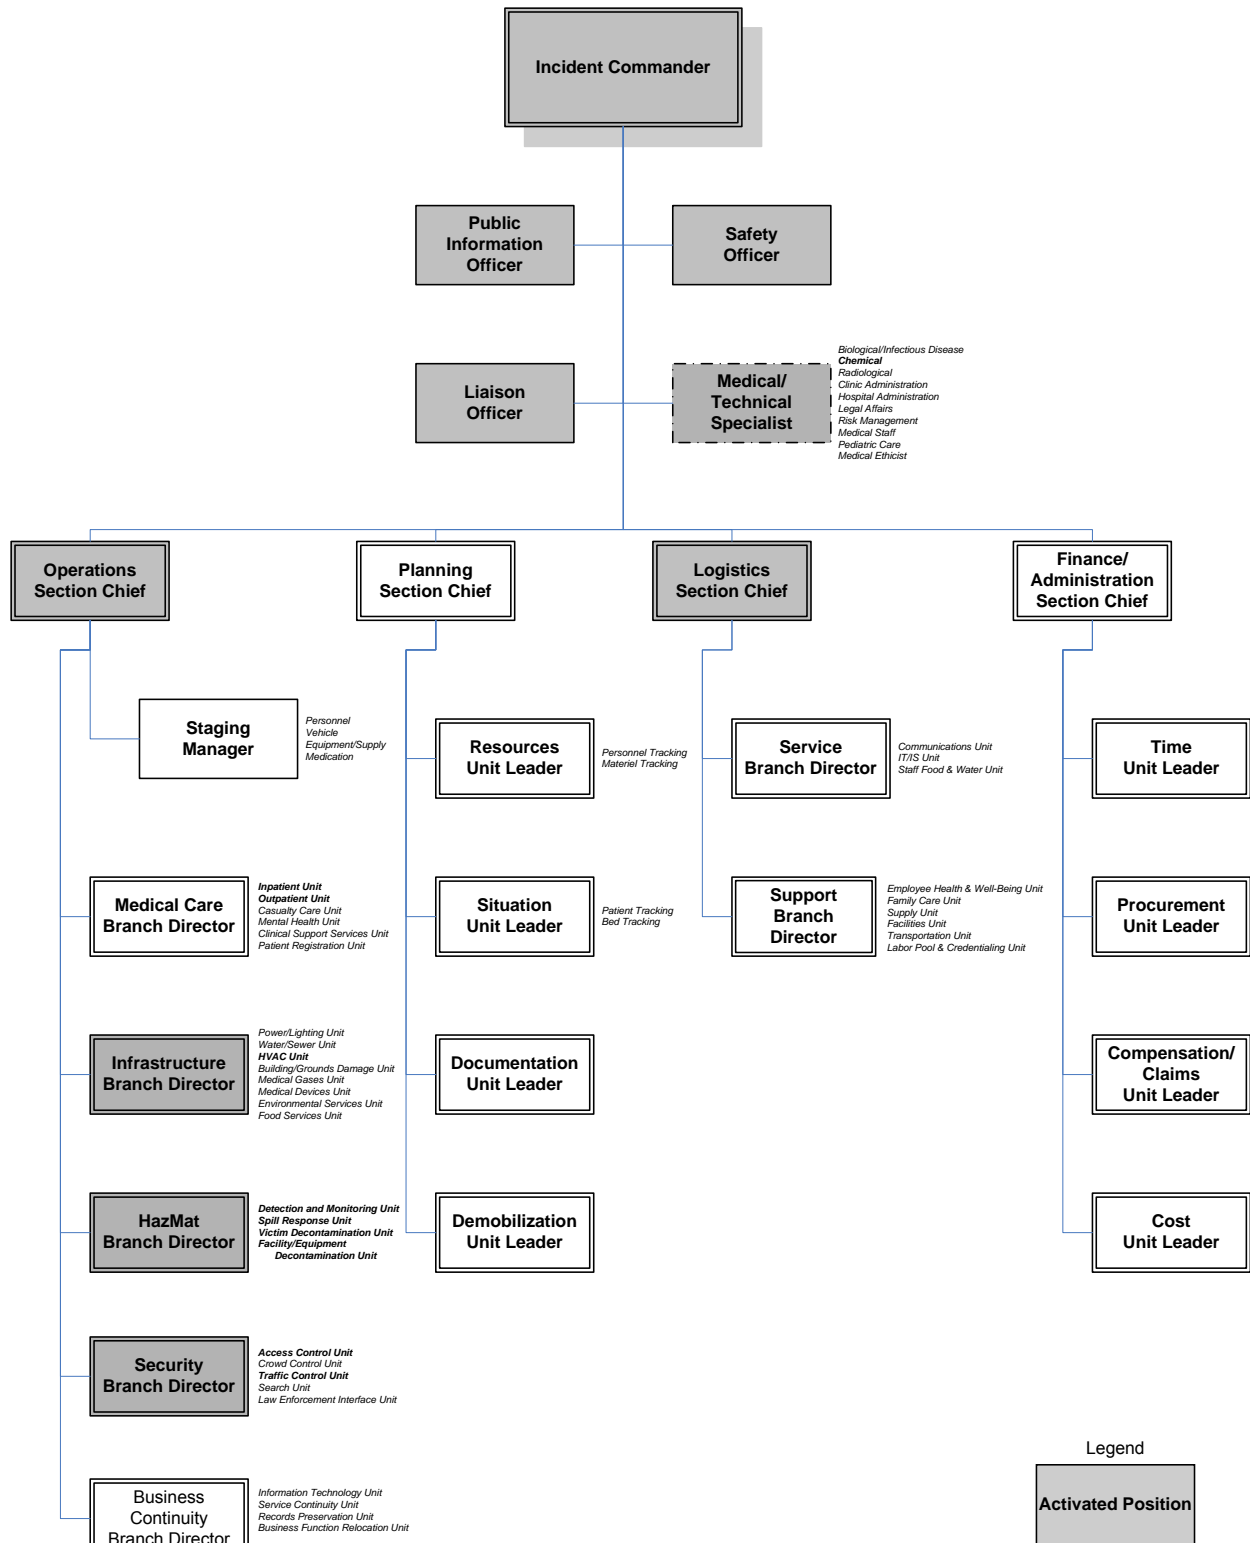 Incident Commander
Public
Information
Officer
Safety
Officer
Liaison
Officer
Medical/
Technical
Specialist
Biological/Infectious Disease
Chemical
Radiological
Clinic Administration
Hospital Administration
Legal Affairs
Risk Management
Medical Staff
Pediatric Care
Medical Ethicist
Operations
Section Chief
Planning
Section Chief
Logistics
Section Chief
Finance/
Administration
Section Chief
Staging
Manager
Personnel
Vehicle
Equipment/Supply
Medication
Resources
Unit Leader
Personnel Tracking
Materiel Tracking
Service
Branch Director
Communications Unit
IT/IS Unit
Staff Food & Water Unit
Time
Unit Leader
Medical Care
Branch Director
Inpatient Unit
Outpatient Unit
Casualty Care Unit
Mental Health Unit
Clinical Support Services Unit
Patient Registration Unit
Situation
Unit Leader
Patient Tracking
Bed Tracking
Support
Branch
Director
Employee Health & Well-Being Unit
Family Care Unit
Supply Unit
Facilities Unit
Transportation Unit
Labor Pool & Credentialing Unit
Procurement
Unit Leader
Infrastructure
Branch Director
Power/Lighting Unit
Water/Sewer Unit
HVAC Unit
Building/Grounds Damage Unit
Medical Gases Unit
Medical Devices Unit
Environmental Services Unit
Food Services Unit
Documentation
Unit Leader
Compensation/
Claims
Unit Leader
HazMat
Branch Director
Detection and Monitoring Unit
Spill Response Unit
Victim Decontamination Unit
Facility/Equipment
Decontamination Unit
Demobilization
Unit Leader
Cost
Unit Leader
Security
Branch Director
Access Control Unit
Crowd Control Unit
Traffic Control Unit
Search Unit
Law Enforcement Interface Unit
Business
Continuity
Branch Director
Information Technology Unit
Service Continuity Unit
Records Preservation Unit
Business Function Relocation Unit
Legend
Activated Position